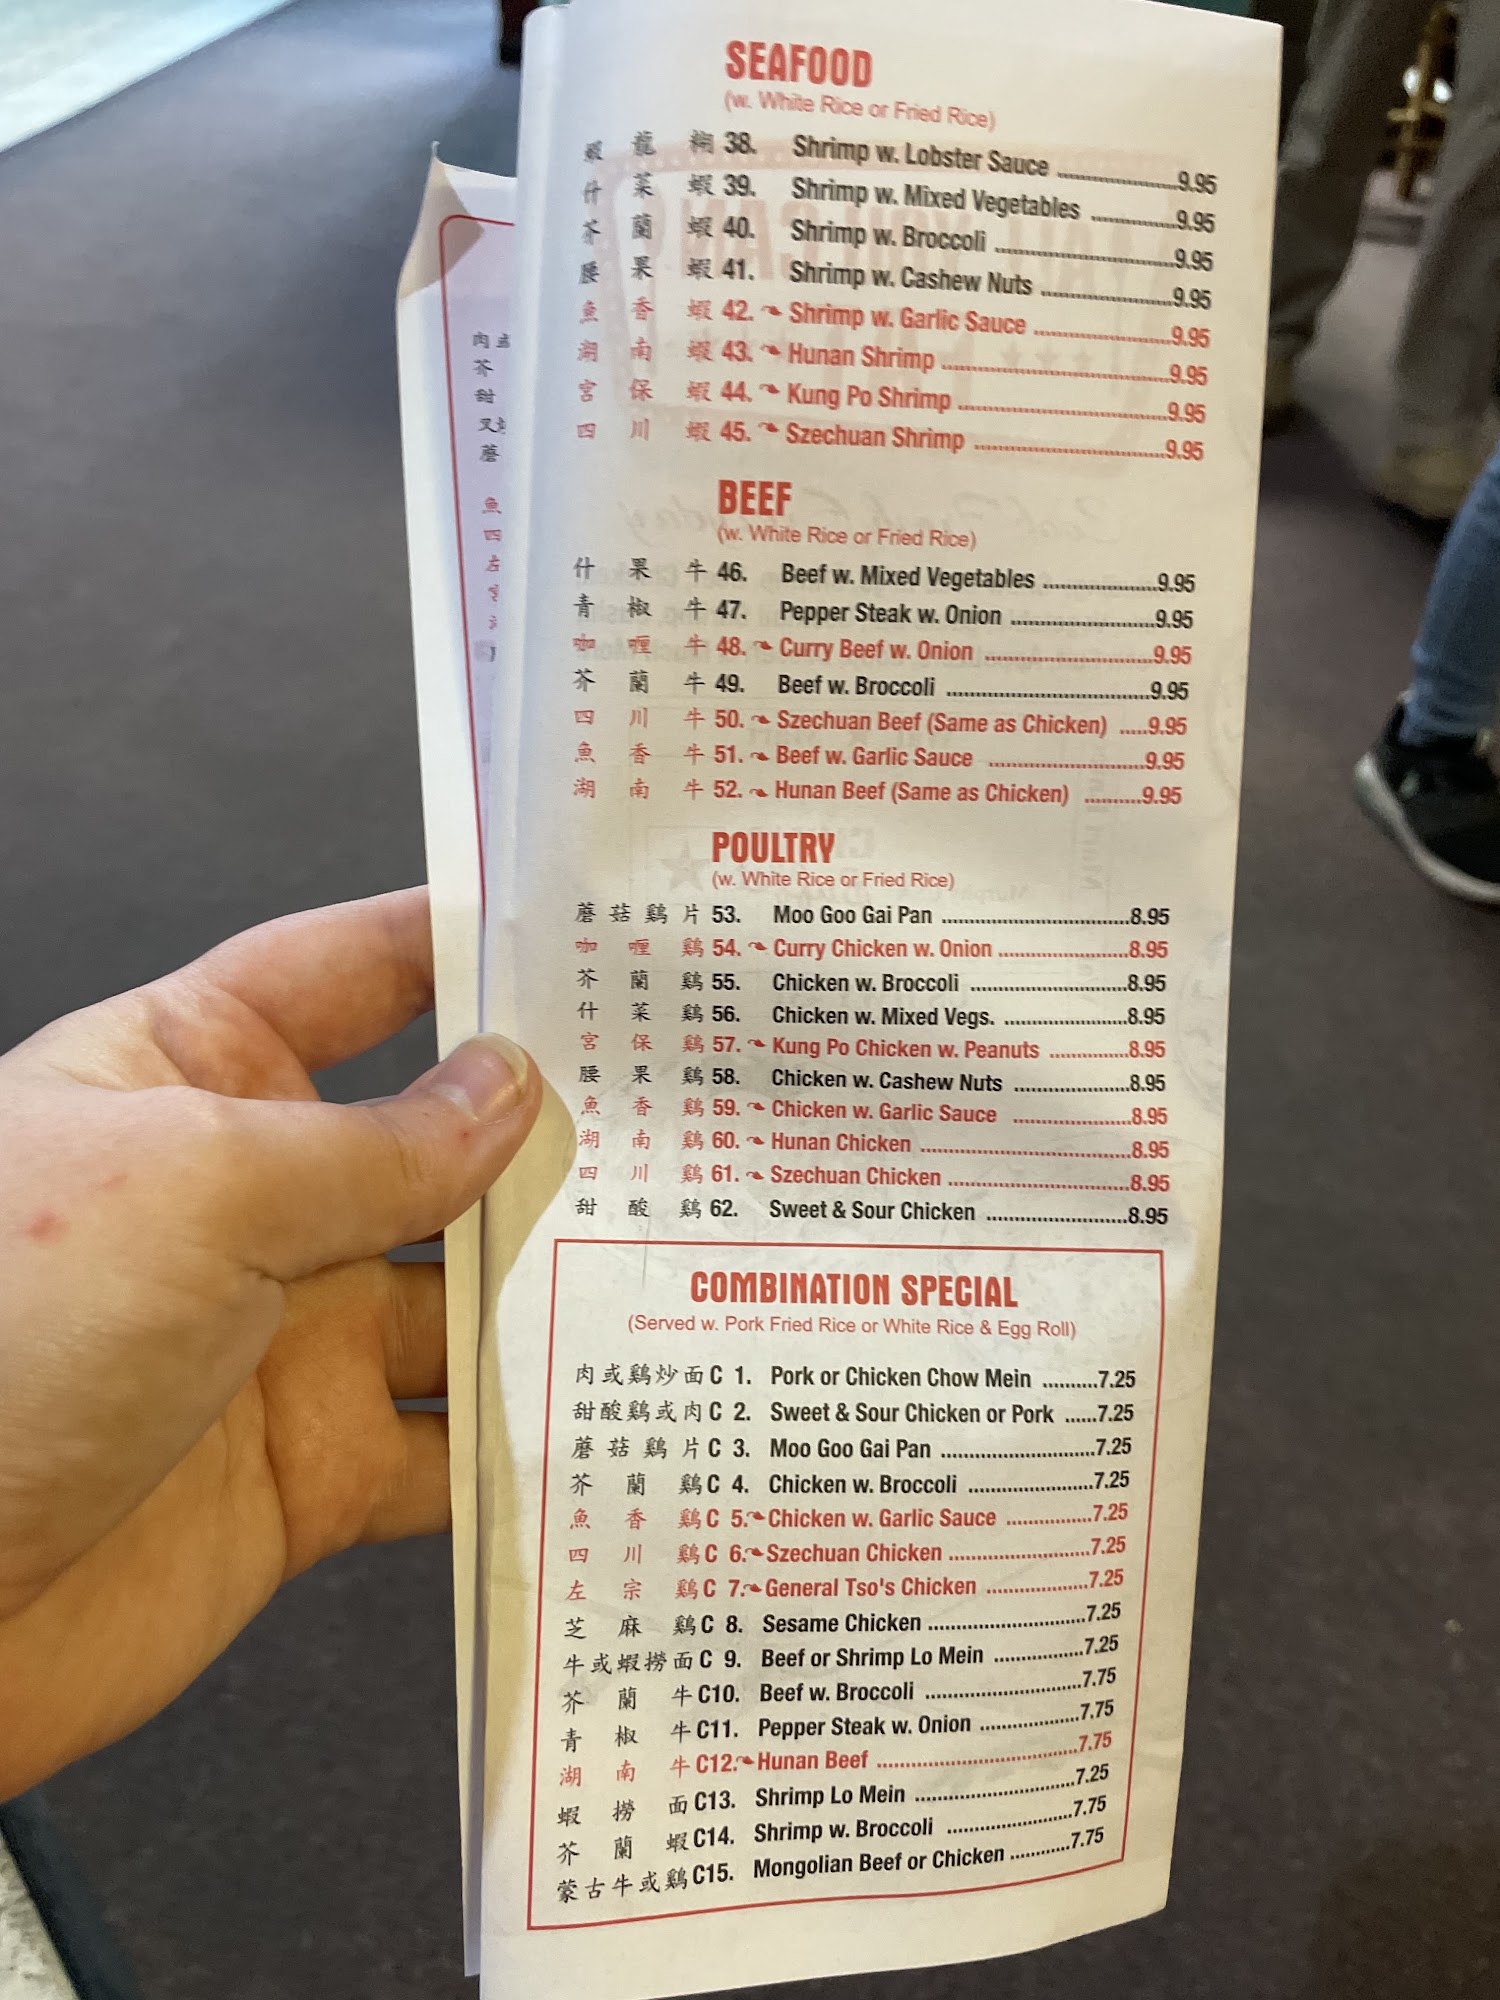 SEAFOOD
(w. White Rice or Fried Rice)
蝦 龍 糊 38. Shrimp w. Lobster Sauce ....................9.95
什 菜 蝦 39. Shrimp w. Mixed Vegetables ..............9.95
芥 蘭 蝦 40. Shrimp w. Broccoli ..............................9.95
腰 果 蝦 41. Shrimp w. Cashew Nuts ......................9.95
魚 香 蝦 42. Shrimp w. Garlic Sauce .......................9.95
湖 南 蝦 43. Hunan Shrimp ......................................9.95
宮 保 蝦 44. Kung Po Shrimp ...................................9.95
四 川 蝦 45. Szechuan Shrimp ................................9.95
BEEF
(w. White Rice or Fried Rice)
什 果 牛 46. Beef w. Mixed Vegetables ...................9.95
青 椒 牛 47. Pepper Steak w. Onion ........................9.95
咖 喱 牛 48. Curry Beef w. Onion ............................9.95
芥 蘭 牛 49. Beef w. Broccoli ..................................9.95
四 川 牛 50. Szechuan Beef (Same as Chicken) .....9.95
魚 香 牛 51. Beef w. Garlic Sauce ..........................9.95
湖 南 牛 52. Hunan Beef (Same as Chicken) ..........9.95
POULTRY
(w. White Rice or Fried Rice)
蘑 菇 鷄 片 53. Moo Goo Gai Pan ................................8.95
咖 喱 鷄 54. Curry Chicken w. Onion ......................8.95
芥 蘭 鷄 55. Chicken w. Broccoli ...........................8.95
什 菜 鷄 56. Chicken w. Mixed Vegs. .....................8.95
宮 保 鷄 57. Kung Po Chicken w. Peanuts ..............8.95
腰 果 鷄 58. Chicken w. Cashew Nuts ....................8.95
魚 香 鷄 59. Chicken w. Garlic Sauce ....................8.95
湖 南 鷄 60. Hunan Chicken ....................................8.95
四 川 鷄 61. Szechuan Chicken ...............................8.95
甜 酸 鷄 62. Sweet & Sour Chicken ........................8.95
COMBINATION SPECIAL
(Served w. Pork Fried Rice or White Rice & Egg Roll)
肉或鷄炒面 C 1. Pork or Chicken Chow Mein ..........7.25
甜酸鷄或肉 C 2. Sweet & Sour Chicken or Pork ......7.25
蘑 菇 鷄 片 C 3. Moo Goo Gai Pan ...........................7.25
芥 蘭 鷄 C 4. Chicken w. Broccoli ......................7.25
魚 香 鷄 C 5. Chicken w. Garlic Sauce ...............7.25
四 川 鷄 C 6. Szechuan Chicken .........................7.25
左 宗 鷄 C 7. General Tso's Chicken ..................7.25
芝 麻 鷄 C 8. Sesame Chicken ............................7.25
牛或蝦撈面 C 9. Beef or Shrimp Lo Mein ................7.25
芥 蘭 牛 C10. Beef w. Broccoli ............................7.75
青 椒 牛 C11. Pepper Steak w. Onion ..................7.75
湖 南 牛 C12. Hunan Beef ....................................7.75
蝦 撈 面 C13. Shrimp Lo Mein .............................7.25
芥 蘭 蝦 C14. Shrimp w. Broccoli .......................7.75
蒙古牛或鷄 C15. Mongolian Beef or Chicken ...........7.75
肉或
芥
甜
叉
蘑
魚
四
左